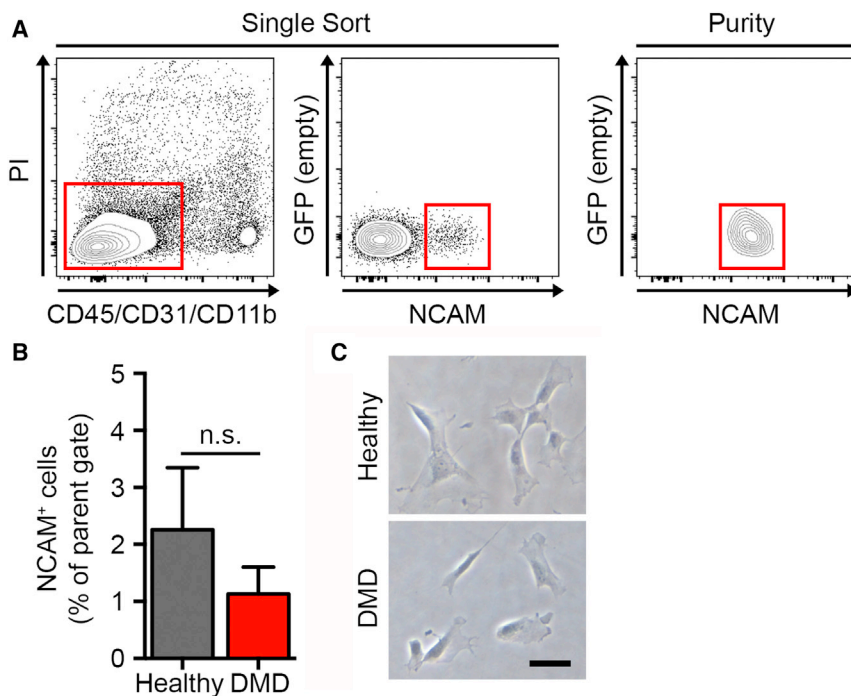 A
Single Sort
Purity
PI
CD45/CD31/CD11b
GFP (empty)
NCAM
GFP (empty)
NCAM
B
NCAM⁺ cells
(% of parent gate)
5
4
3
2
1
0
n.s.
Healthy DMD
C
Healthy
DMD